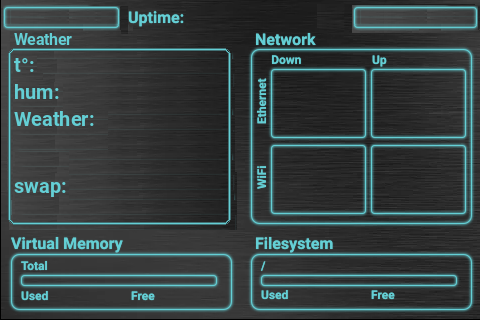 Uptime:
Weather
t°:
hum:
Weather:
swap:
Network
Down Up
Ethernet
WiFi
Virtual Memory
Total
Used Free
Filesystem
/
Used Free